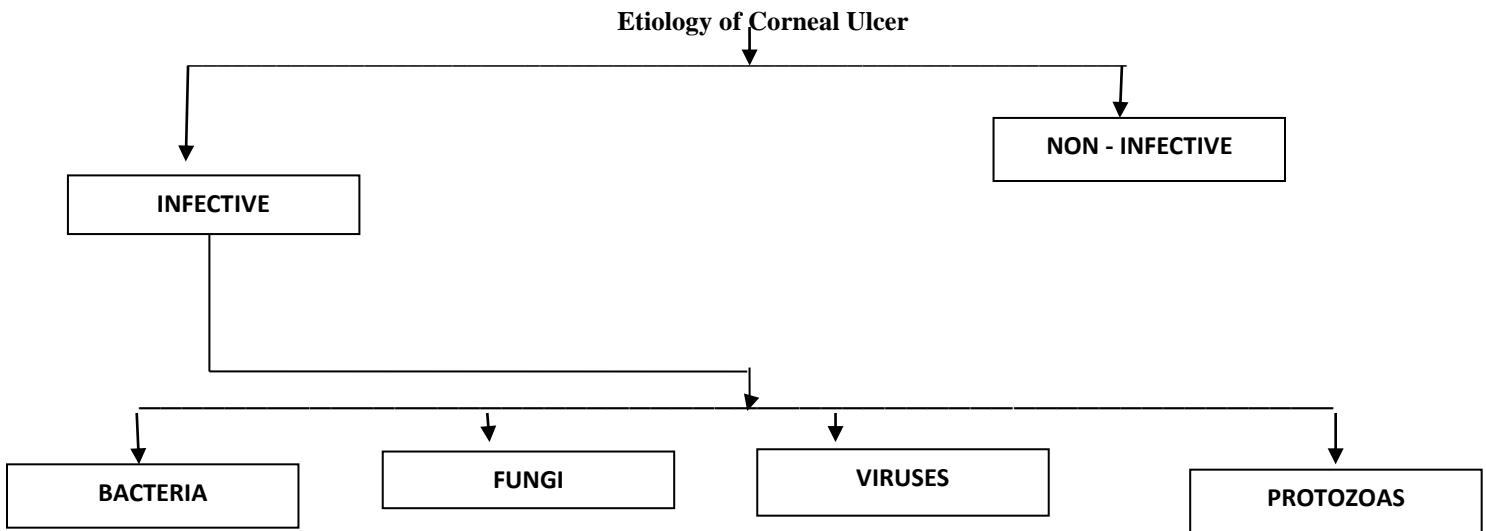 Etiology of Corneal Ulcer
NON - INFECTIVE
INFECTIVE
BACTERIA
FUNGI
VIRUSES
PROTOZOAS